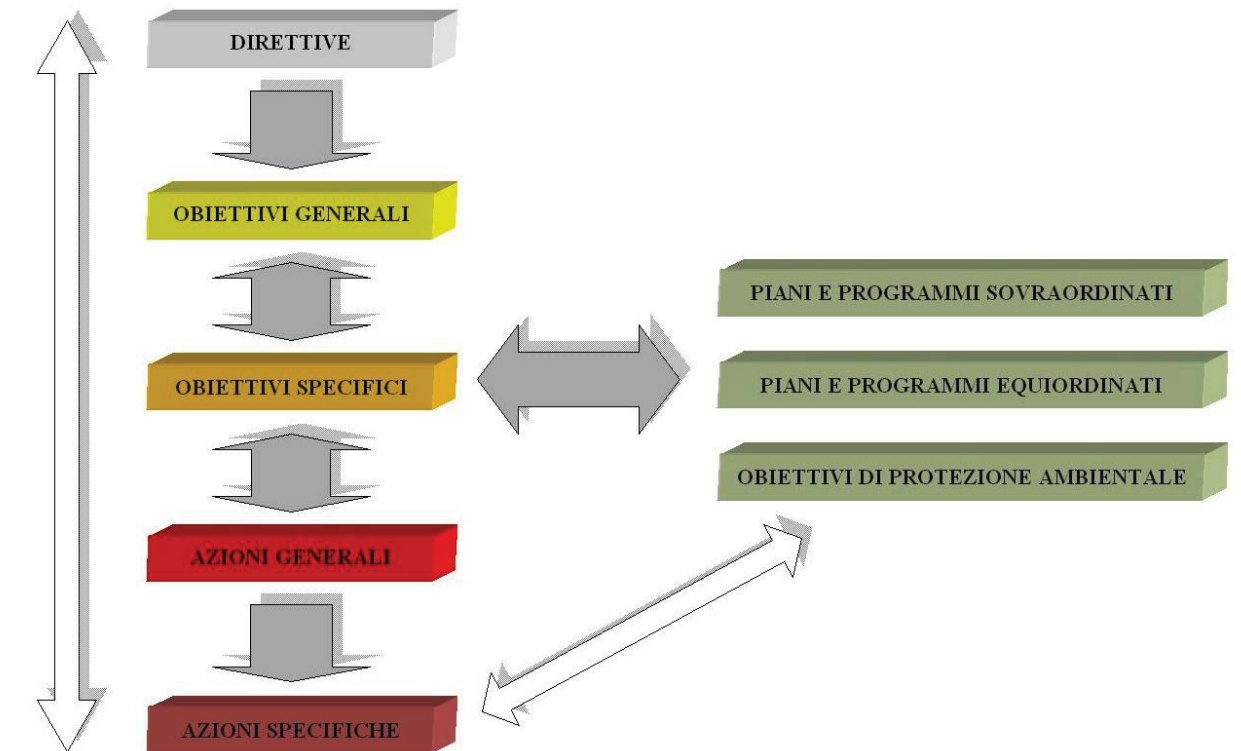 DIRETTIVE
OBIETTIVI GENERALI
OBIETTIVI SPECIFICI
AZIONI GENERALI
AZIONI SPECIFICHE
PIANI E PROGRAMMI SOVRAORDINATI
PIANI E PROGRAMMI EQUIORDINATI
OBIETTIVI DI PROTEZIONE AMBIENTALE